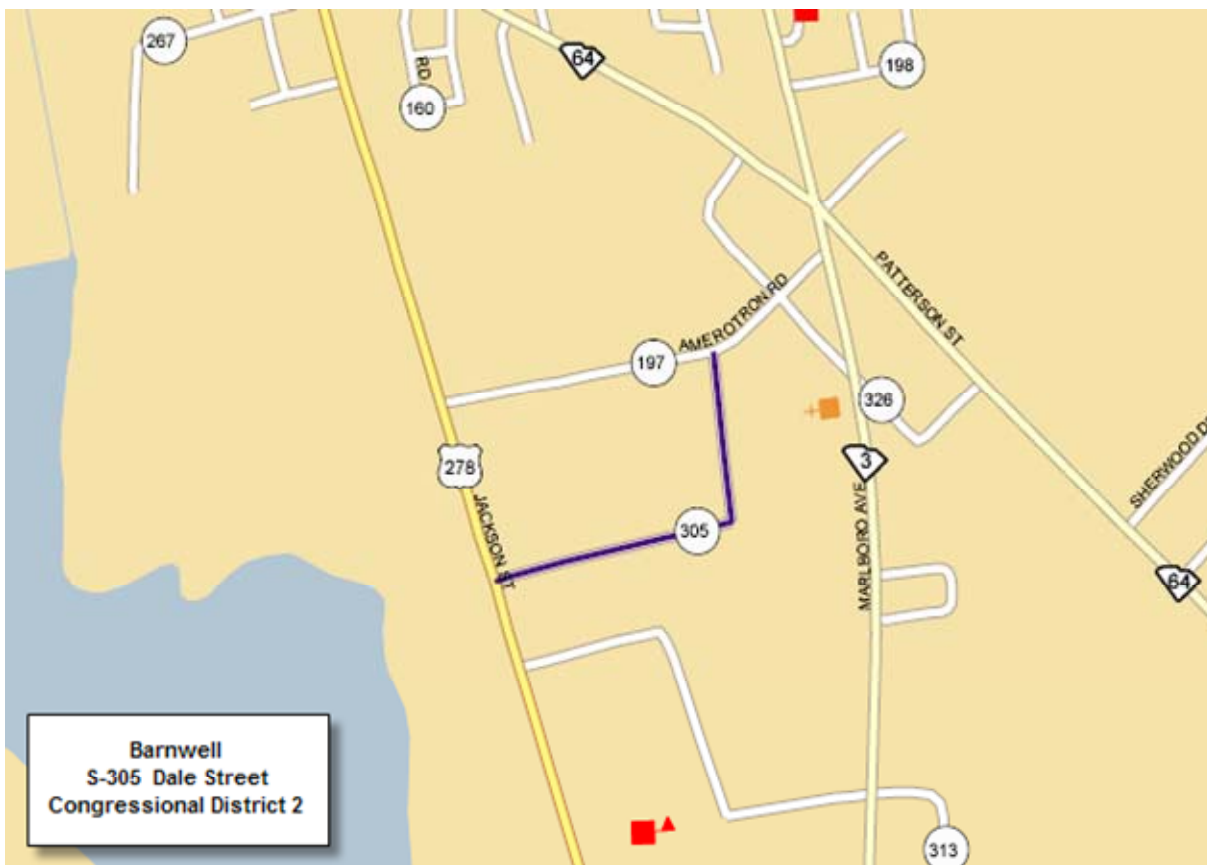 267
RD
160
64
198
AMEROTRON RD
197
PATTERSON ST
326
278
3
JACKSON ST
305
MARLBORO AVE
SHERWOOD D
64
313
Barnwell
S-305 Dale Street
Congressional District 2